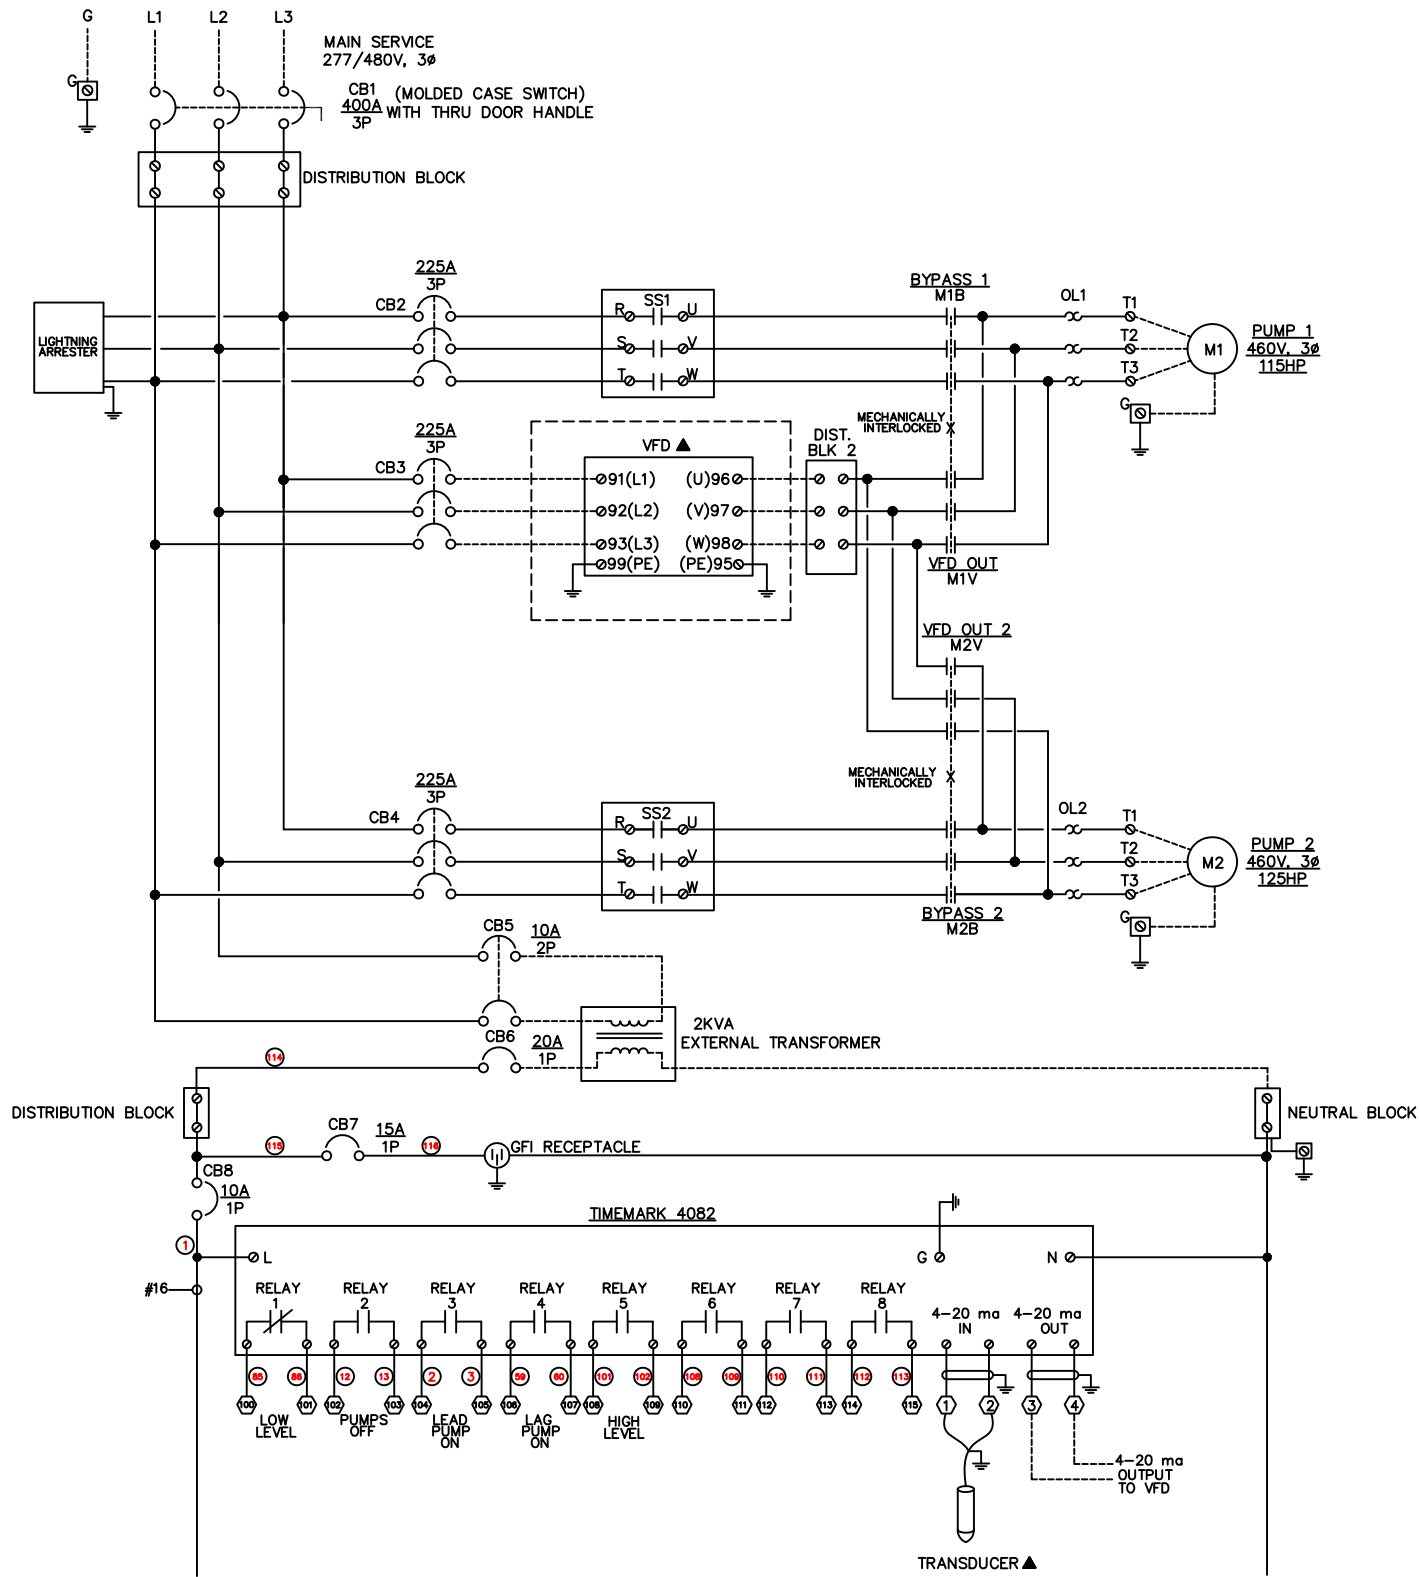 G
L1
L2
L3
MAIN SERVICE
277/480V, 3ø
G
CB1
400A
3P
(MOLDED CASE SWITCH)
WITH THRU DOOR HANDLE
DISTRIBUTION BLOCK
LIGHTNING
ARRESTER
225A
3P
CB2
SS1
R
U
S
V
T
W
BYPASS 1
M1B
OL1
T1
T2
T3
M1
PUMP 1
460V, 3ø
115HP
G
MECHANICALLY
INTERLOCKED
225A
3P
CB3
VFD
91(L1)
(U)96
92(L2)
(V)97
93(L3)
(W)98
99(PE)
(PE)95
DIST.
BLK 2
VFD OUT
M1V
VFD OUT 2
M2V
MECHANICALLY
INTERLOCKED
225A
3P
CB4
SS2
R
U
S
V
T
W
OL2
T1
T2
T3
M2
PUMP 2
460V, 3ø
125HP
G
BYPASS 2
M2B
CB5
10A
2P
CB6
20A
1P
2KVA
EXTERNAL TRANSFORMER
114
DISTRIBUTION BLOCK
NEUTRAL BLOCK
115
CB7
15A
1P
116
GFI RECEPTACLE
CB8
10A
1P
TIMEMARK 4082
1
L
G
N
#16
RELAY
1
RELAY
2
RELAY
3
RELAY
4
RELAY
5
RELAY
6
RELAY
7
RELAY
8
4-20 ma
IN
4-20 ma
OUT
85
86
12
13
2
3
59
60
101
102
108
109
110
111
112
113
100
101
102
103
104
105
106
107
108
109
110
111
112
113
114
115
1
2
3
4
LOW
LEVEL
PUMPS
OFF
LEAD
PUMP
ON
LAG
PUMP
ON
HIGH
LEVEL
4-20 ma
OUTPUT
TO VFD
TRANSDUCER